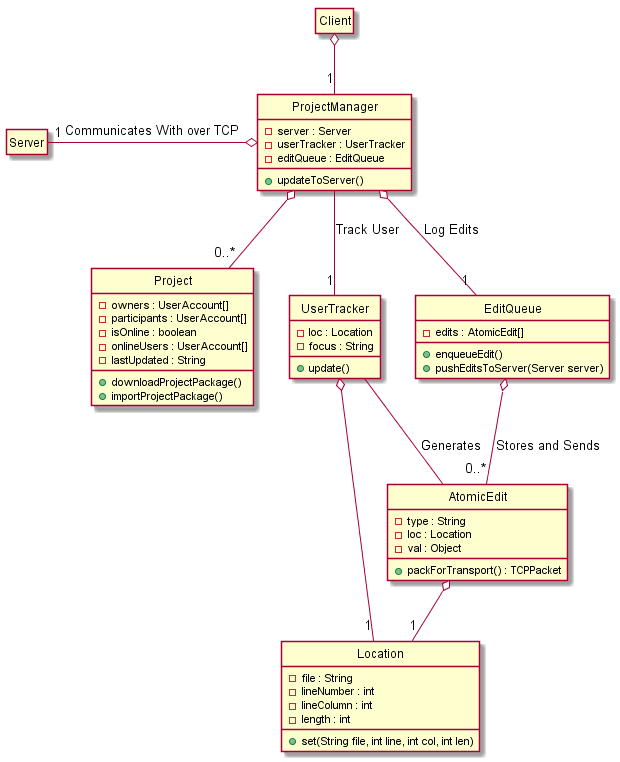 Client
1
ProjectManager
server : Server
userTracker : UserTracker
editQueue : EditQueue
updateToServer()
Server
1 Communicates With over TCP
0..*
Track User
1
Log Edits
1
Project
owners : UserAccount[]
participants : UserAccount[]
isOnline : boolean
onlineUsers : UserAccount[]
lastUpdated : String
downloadProjectPackage()
importProjectPackage()
UserTracker
loc : Location
focus : String
update()
EditQueue
edits : AtomicEdit[]
enqueueEdit()
pushEditsToServer(Server server)
Generates
Stores and Sends
0..*
AtomicEdit
type : String
loc : Location
val : Object
packForTransport() : TCPPacket
1
1
Location
file : String
lineNumber : int
lineColumn : int
length : int
set(String file, int line, int col, int len)